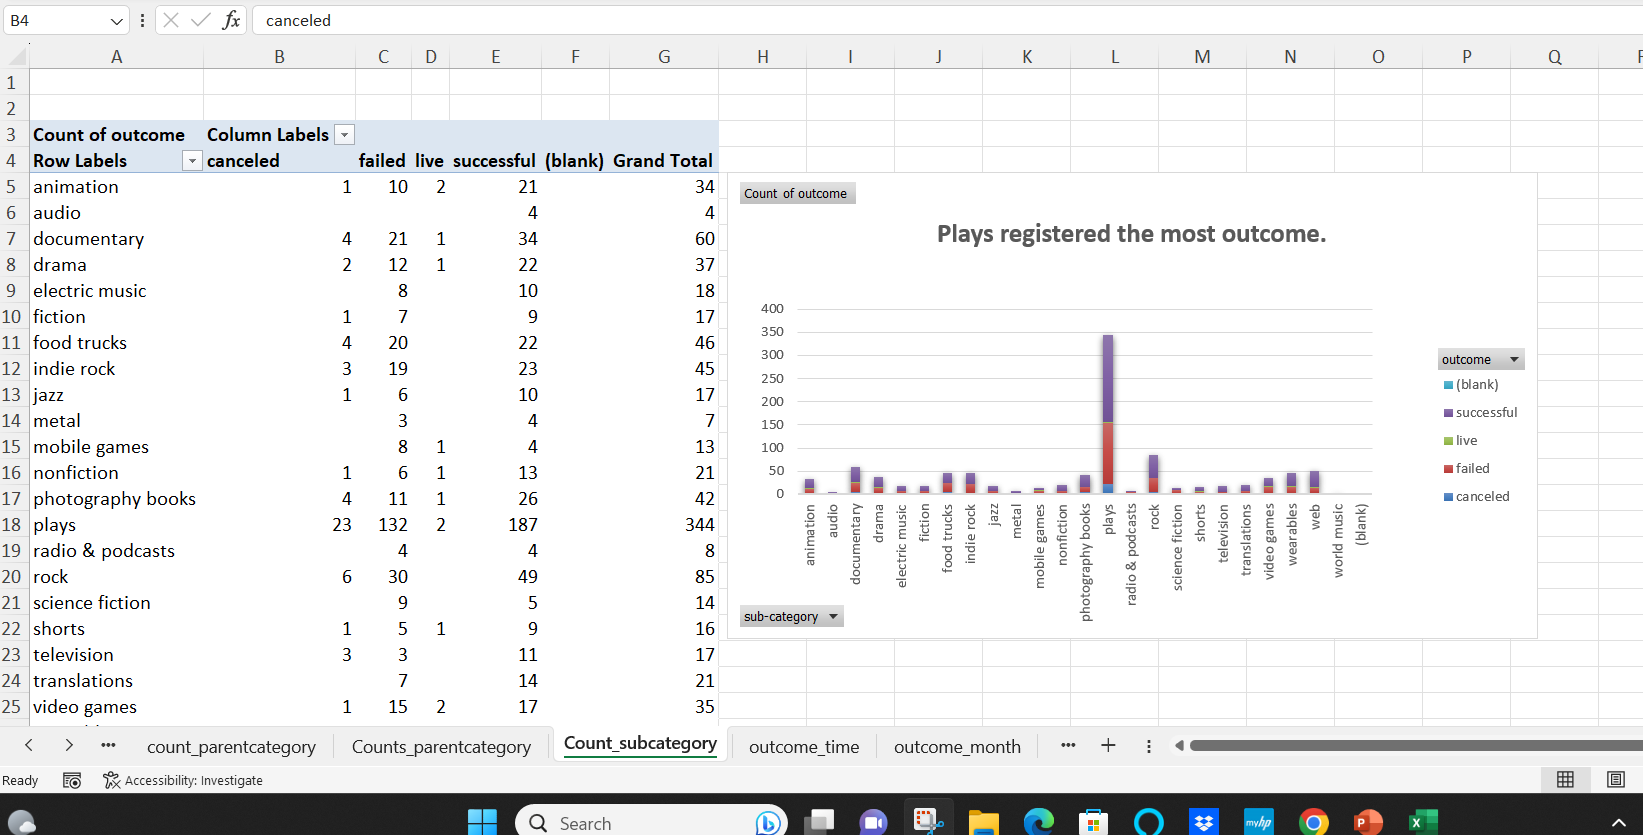 B4 fx canceled
A B C D E F G H I J K L M N O P Q
1
2
3 Count of outcome Column Labels
4 Row Labels canceled failed live successful (blank) Grand Total
5 animation 1 10 2 21 34
6 audio 4 4
7 documentary 4 21 1 34 60
8 drama 2 12 1 22 37
9 electric music 8 10 18
10 fiction 1 7 9 17
11 food trucks 4 20 22 46
12 indie rock 3 19 23 45
13 jazz 1 6 10 17
14 metal 3 4 7
15 mobile games 8 1 4 13
16 nonfiction 1 6 1 13 21
17 photography books 4 11 1 26 42
18 plays 23 132 2 187 344
19 radio & podcasts 4 4 8
20 rock 6 30 49 85
21 science fiction 9 5 14
22 shorts 1 5 1 9 16
23 television 3 3 11 17
24 translations 7 14 21
25 video games 1 15 2 17 35
Count of outcome
Plays registered the most outcome.
400
350
300
250
200
150
100
50
0
animation
audio
documentary
drama
electric music
fiction
food trucks
indie rock
jazz
metal
mobile games
nonfiction
photography books
plays
radio & podcasts
rock
science fiction
shorts
television
translations
video games
wearables
web
world music
(blank)
outcome
(blank)
successful
live
failed
canceled
sub-category
count_parentcategory Counts_parentcategory Count_subcategory outcome_time outcome_month
Ready Accessibility: Investigate
Search
myhp